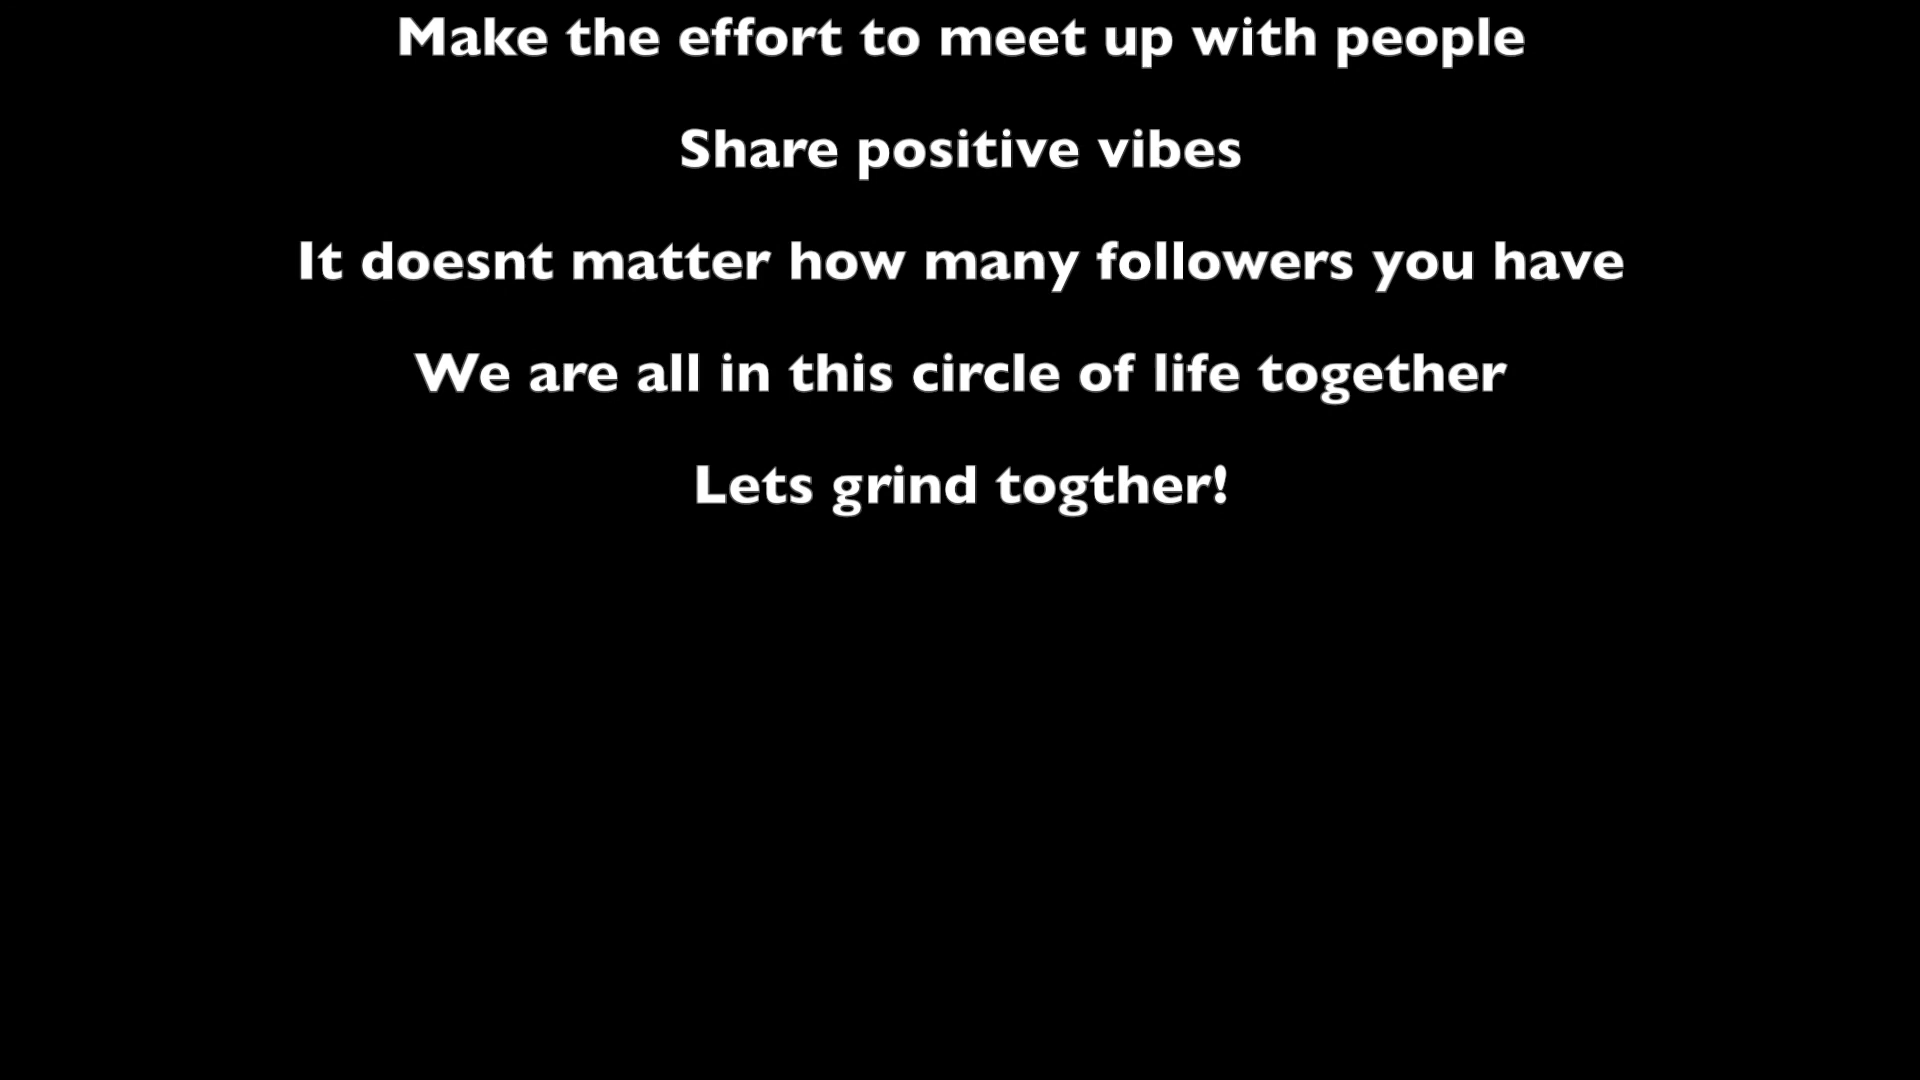 Make the effort to meet up with people
Share positive vibes
It doesnt matter how many followers you have
We are all in this circle of life together
Lets grind togther!